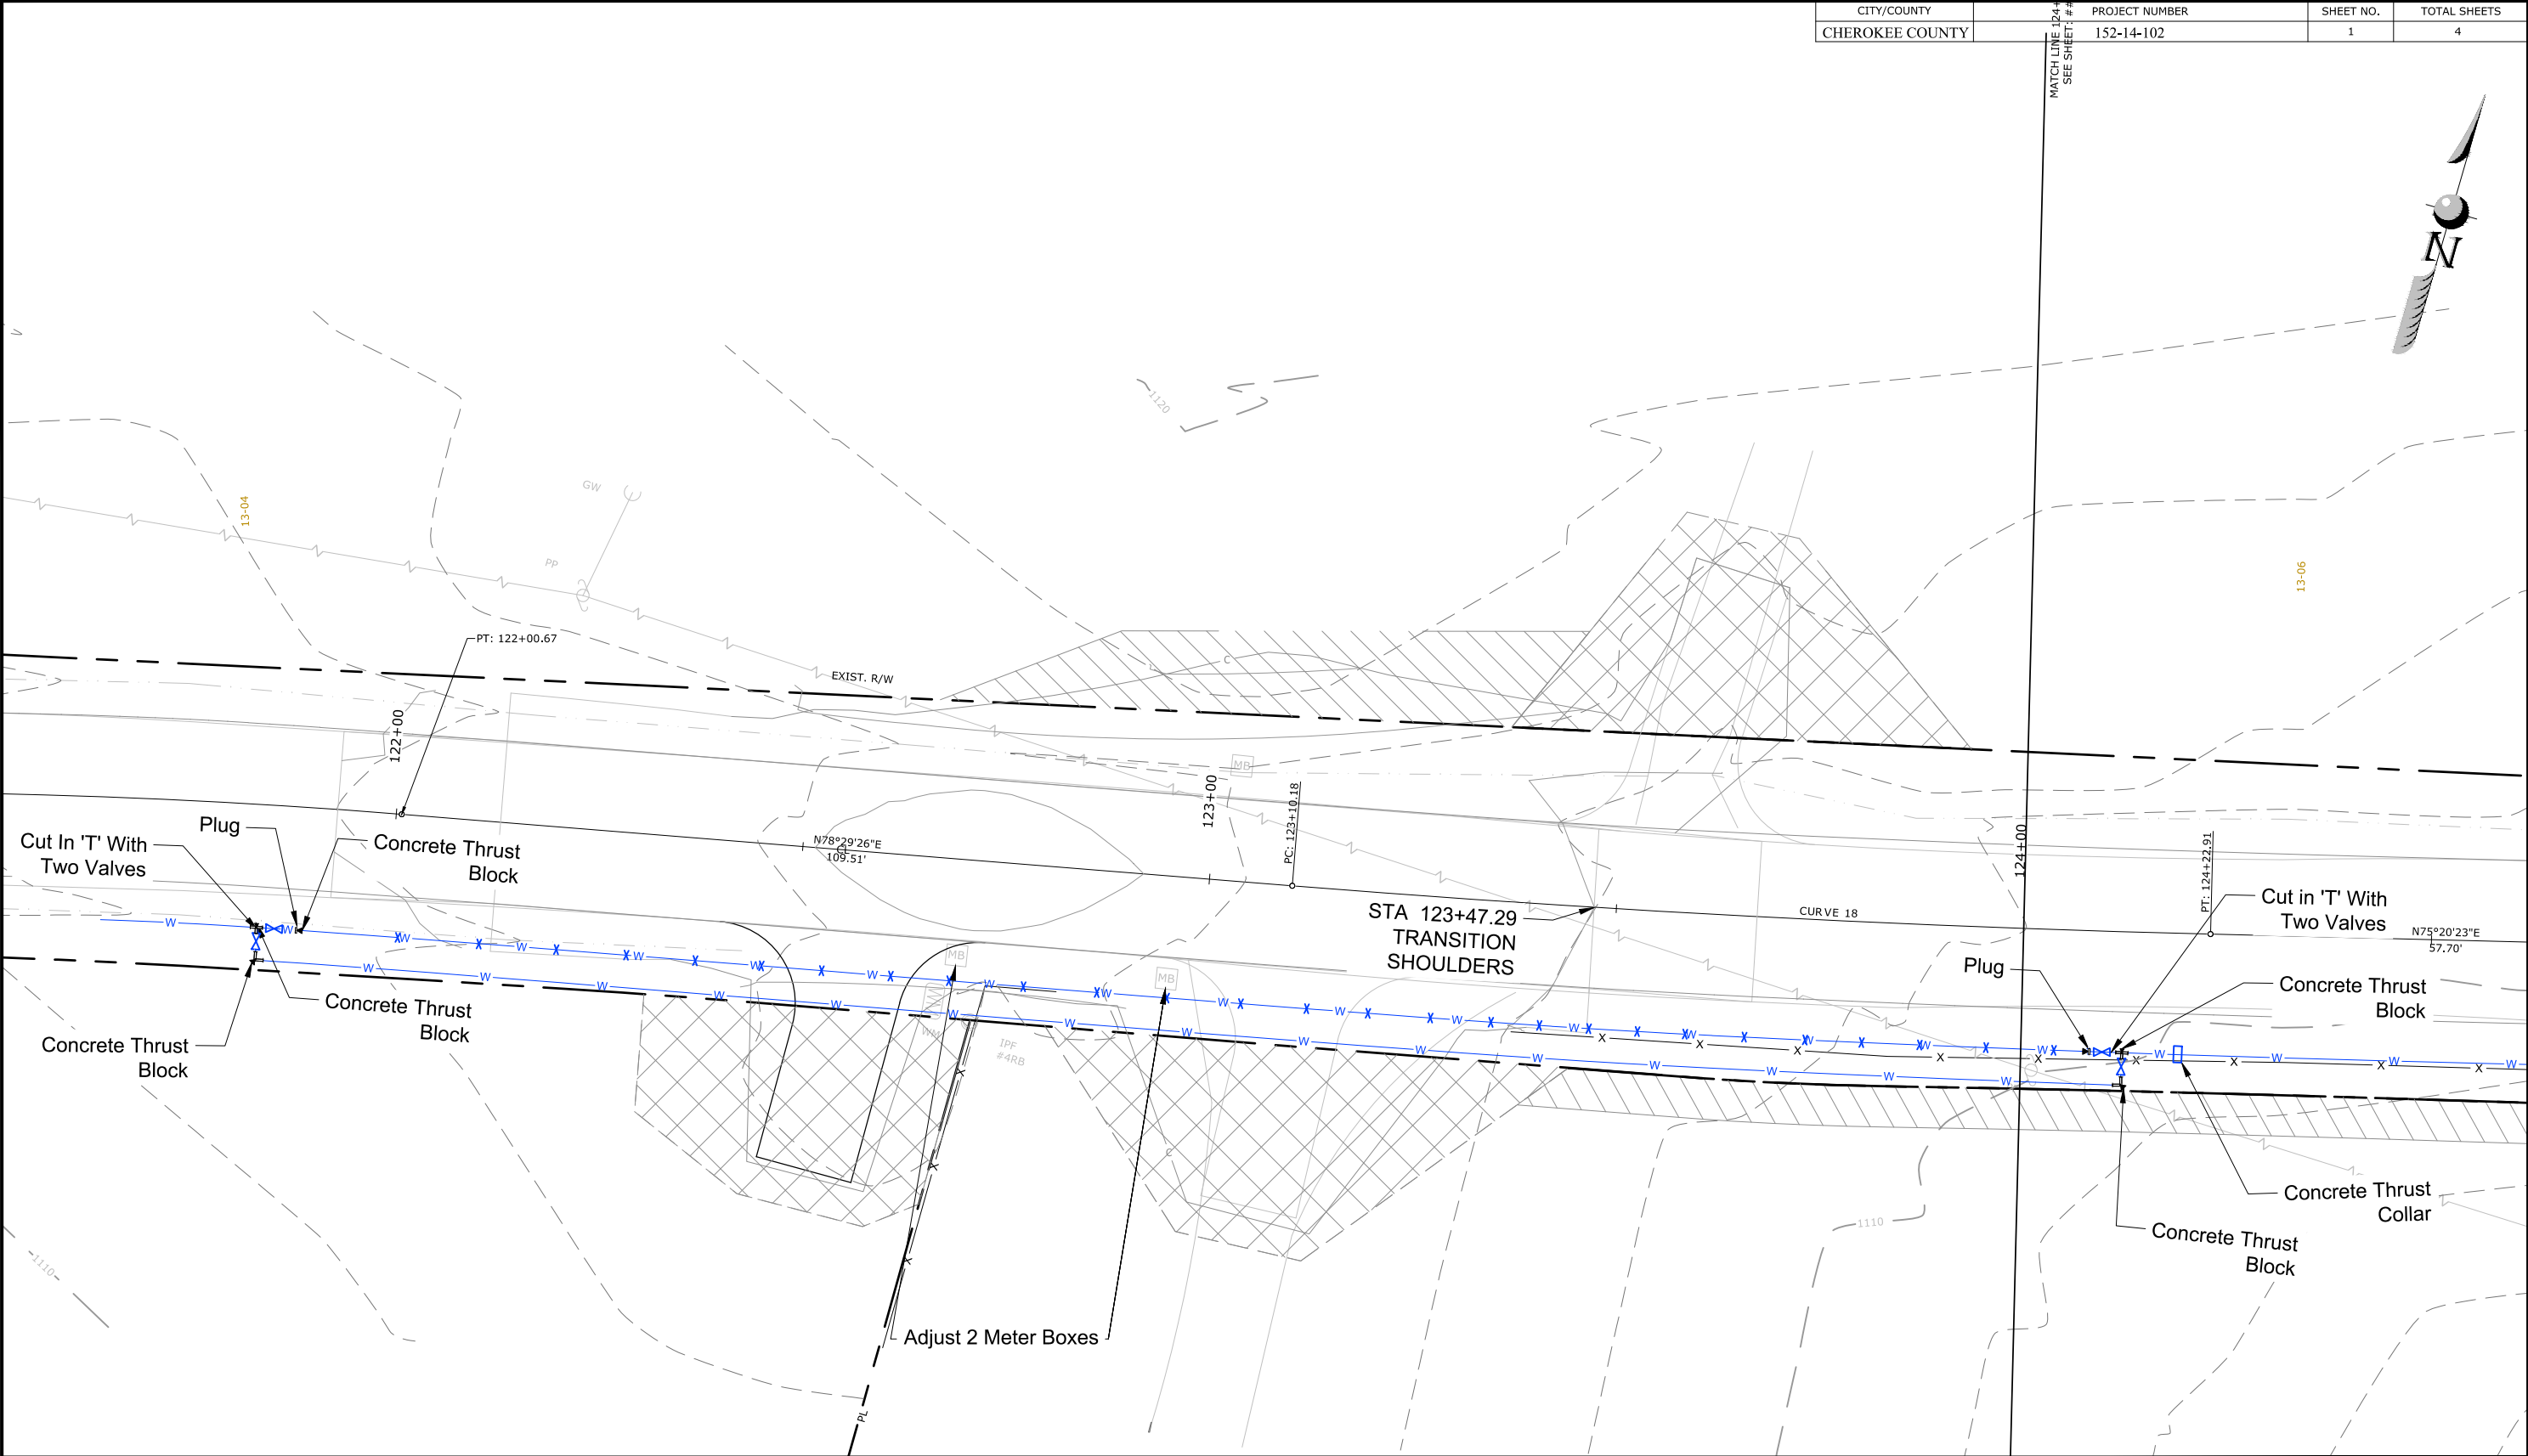 CITY/COUNTY
PROJECT NUMBER
SHEET NO.
TOTAL SHEETS
CHEROKEE COUNTY
152-14-102
1
4
MATCH LINE 124+
SEE SHEET: ##
N
1120
GW
13-04
PP
13-06
PT: 122+00.67
EXIST. R/W
C
122+00
MB
123+00
PC: 123+10.18
124+00
PT: 124+22.91
Plug
Cut In 'T' With
Two Valves
Concrete Thrust
Block
N78°29'26"E
109.51'
STA 123+47.29
TRANSITION
SHOULDERS
CURVE 18
Cut in 'T' With
Two Valves
N75°20'23"E
57.70'
Plug
Concrete Thrust
Block
MB
MB
WM
IPF
#4RB
Concrete Thrust
Block
Concrete Thrust
Block
C
Concrete Thrust
Collar
Concrete Thrust
Block
1110
1110
Adjust 2 Meter Boxes
PL